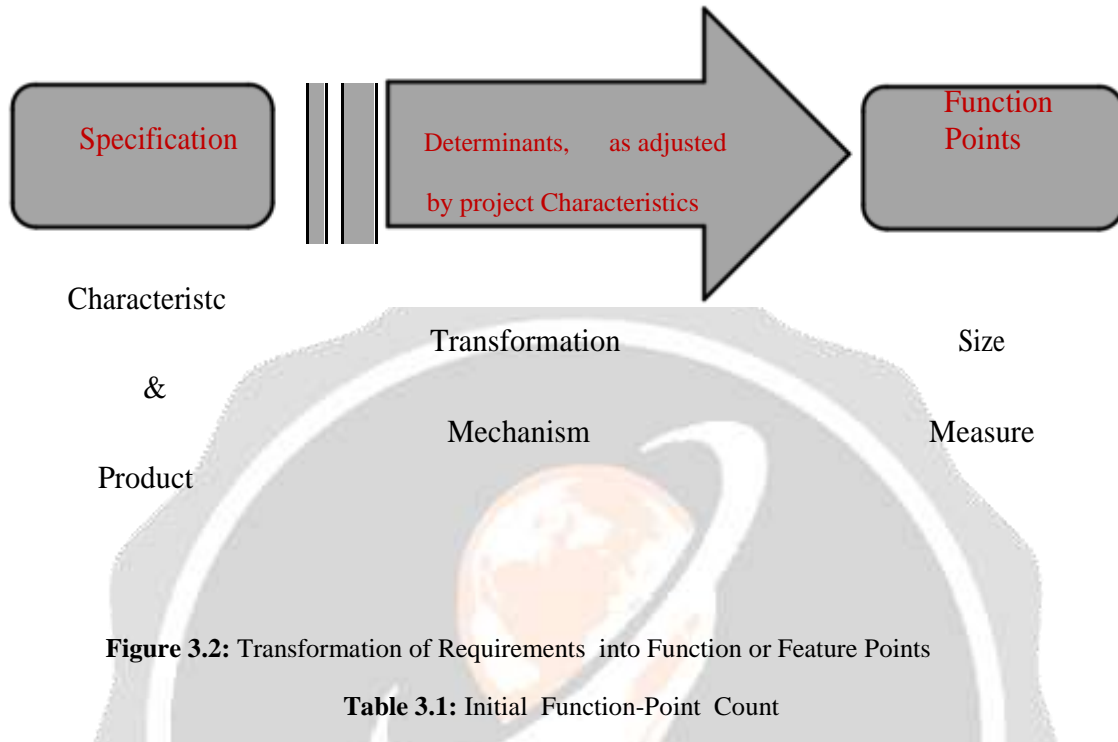 Specification
Determinants, as adjusted
by project Characteristics
Function
Points
Characteristc
&
Product
Transformation
Mechanism
Size
Measure
Figure 3.2: Transformation of Requirements into Function or Feature Points
Table 3.1: Initial Function-Point Count